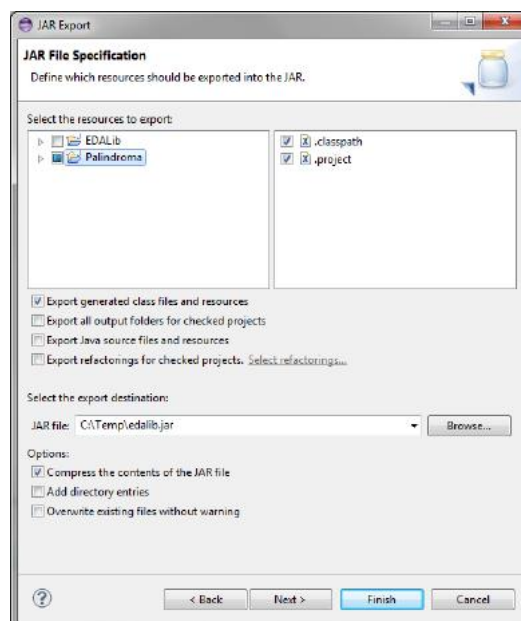 JAR Export
JAR File Specification
Define which resources should be exported into the JAR.
Select the resources to export:
EDALib
Palindroma
.classpath
.project
Export generated class files and resources
Export all output folders for checked projects
Export Java source files and resources
Export refactorings for checked projects. Select refactorings...
Select the export destination:
JAR file: C:\Temp\edalib.jar Browse...
Options:
Compress the contents of the JAR file
Add directory entries
Overwrite existing files without warning
? < Back Next > Finish Cancel